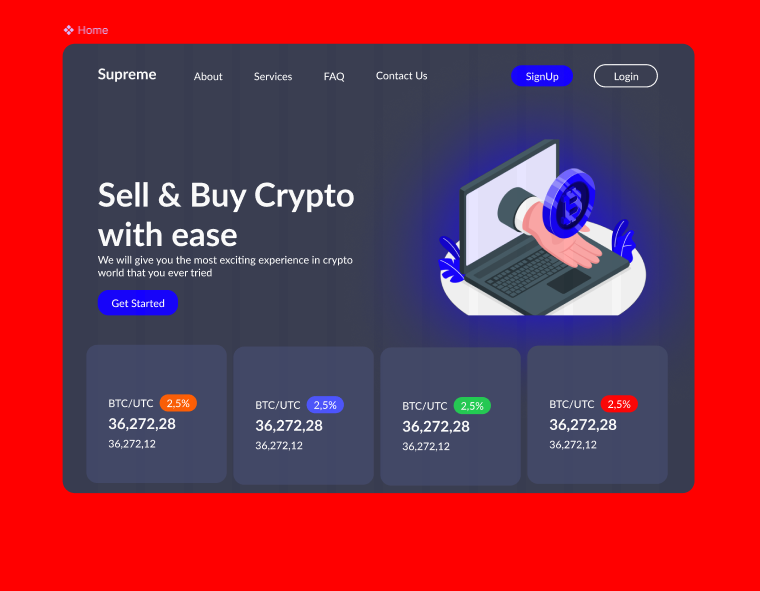 Home
Supreme
About
Services
FAQ
Contact Us
SignUp
Login
Sell & Buy Crypto
with ease
We will give you the most exciting experience in crypto
world that you ever tried
Get Started
BTC/UTC 2,5%
36,272,28
36,272,12
BTC/UTC 2,5%
36,272,28
36,272,12
BTC/UTC 2,5%
36,272,28
36,272,12
BTC/UTC 2,5%
36,272,28
36,272,12